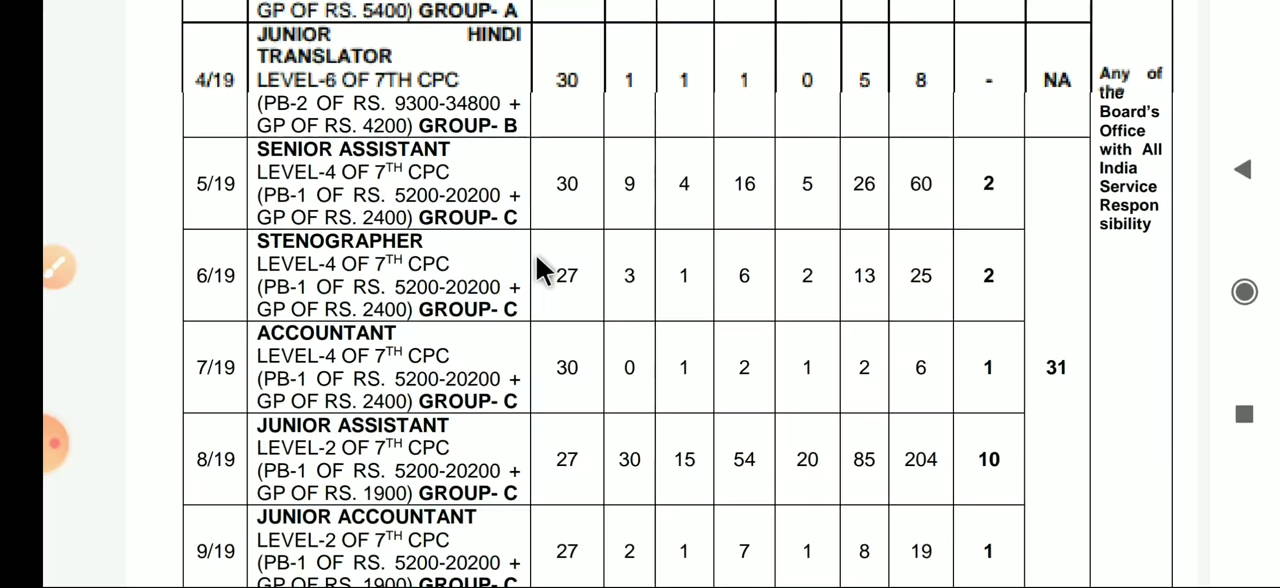 GP OF RS. 5400) GROUP- A
4/19
JUNIOR HINDI
TRANSLATOR
LEVEL-6 OF 7TH CPC
(PB-2 OF RS. 9300-34800 +
GP OF RS. 4200) GROUP- B
30 1 1 1 0 5 8 - NA
Any of
the
Board's
Office
with All
India
Service
Respon
sibility
5/19
SENIOR ASSISTANT
LEVEL-4 OF 7TH CPC
(PB-1 OF RS. 5200-20200 +
GP OF RS. 2400) GROUP- C
30 9 4 16 5 26 60 2
6/19
STENOGRAPHER
LEVEL-4 OF 7TH CPC
(PB-1 OF RS. 5200-20200 +
GP OF RS. 2400) GROUP- C
27 3 1 6 2 13 25 2
7/19
ACCOUNTANT
LEVEL-4 OF 7TH CPC
(PB-1 OF RS. 5200-20200 +
GP OF RS. 2400) GROUP- C
30 0 1 2 1 2 6 1 31
8/19
JUNIOR ASSISTANT
LEVEL-2 OF 7TH CPC
(PB-1 OF RS. 5200-20200 +
GP OF RS. 1900) GROUP- C
27 30 15 54 20 85 204 10
9/19
JUNIOR ACCOUNTANT
LEVEL-2 OF 7TH CPC
(PB-1 OF RS. 5200-20200 +
GP OF RS. 1900) GROUP- C
27 2 1 7 1 8 19 1